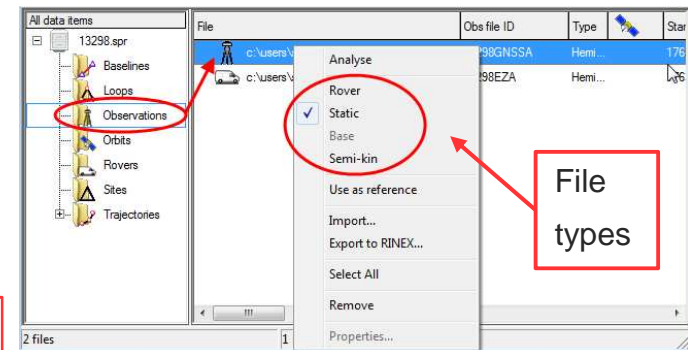 All data items
13298.spr
Baselines
Loops
Observations
Orbits
Rovers
Sites
Trajectories
File Obs file ID Type Star
c:\users\ 298GNSSA Hemi... 176
c:\users\ 98EZA Hemi...
Analyse
Rover
Static
Base
Semi-kin
Use as reference
Import...
Export to RINEX...
Select All
Remove
Properties...
File
types
2 files 1